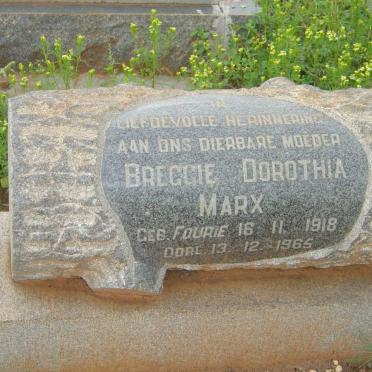 IN
LIEFDEVOLLE HERINNERING
AAN ONS DIERBARE MOEDER
BREGGIE DOROTHIA
MARX
GEB. FOURIE 16. 11. 1918
OORL. 13. 12. 1965